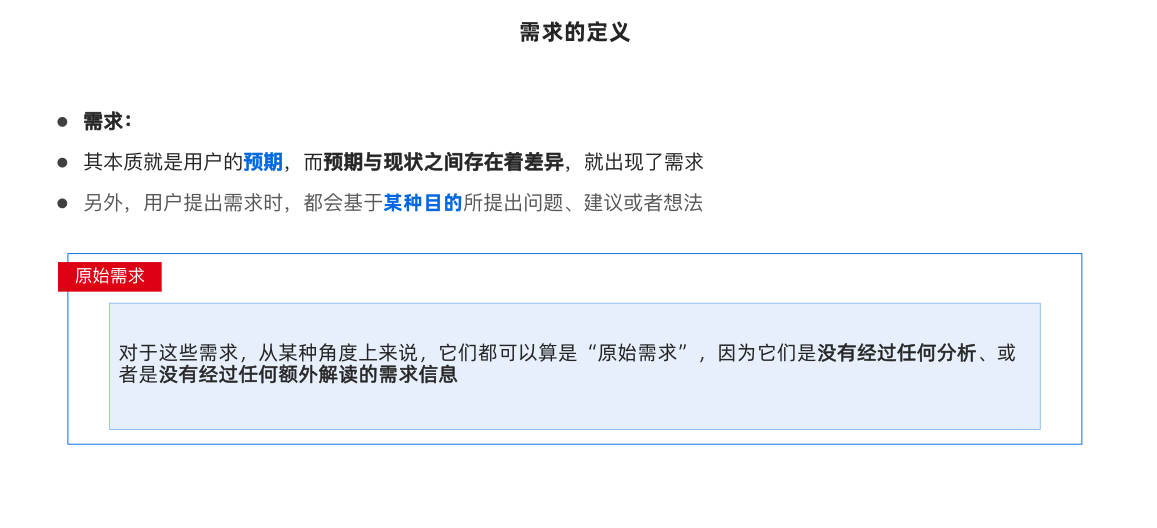 需求的定义
需求：
其本质就是用户的预期，而预期与现状之间存在着差异，就出现了需求
另外，用户提出需求时，都会基于某种目的所提出问题、建议或者想法
原始需求
对于这些需求，从某种角度上来说，它们都可以算是“原始需求”，因为它们是没有经过任何分析、或
者是没有经过任何额外解读的需求信息